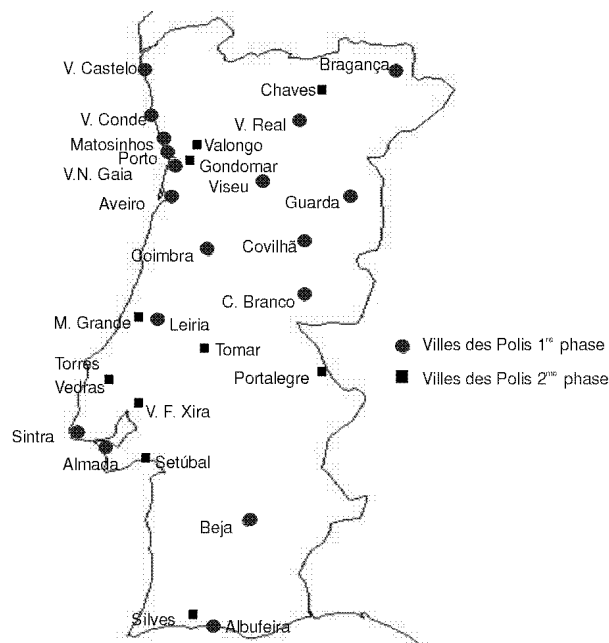 V. Castelo
Bragança
Chaves
V. Conde
V. Real
Matosinhos
Valongo
Porto
Gondomar
V.N. Gaia
Viseu
Aveiro
Guarda
Coimbra
Covilhã
C. Branco
M. Grande
Leiria
Villes des Polis 1re phase
Torres
Vedras
Tomar
Portalegre
Villes des Polis 2me phase
V. F. Xira
Sintra
Almada
Setúbal
Beja
Silves
Albufeira